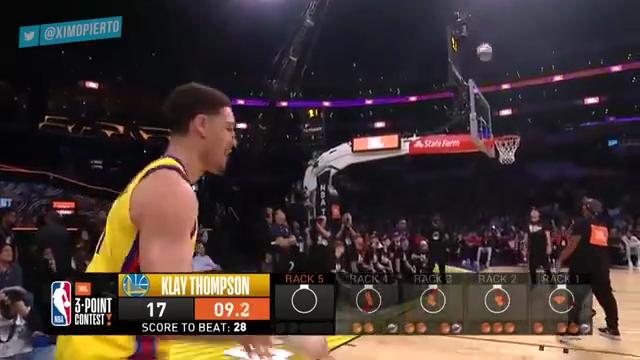 @XIMOPIERTO
State Farm
KLAY THOMPSON
RACK 5
RACK 4
RACK 3
RACK 2
RACK 1
JBL
NBA
3-POINT
CONTEST
17
09.2
SCORE TO BEAT: 28